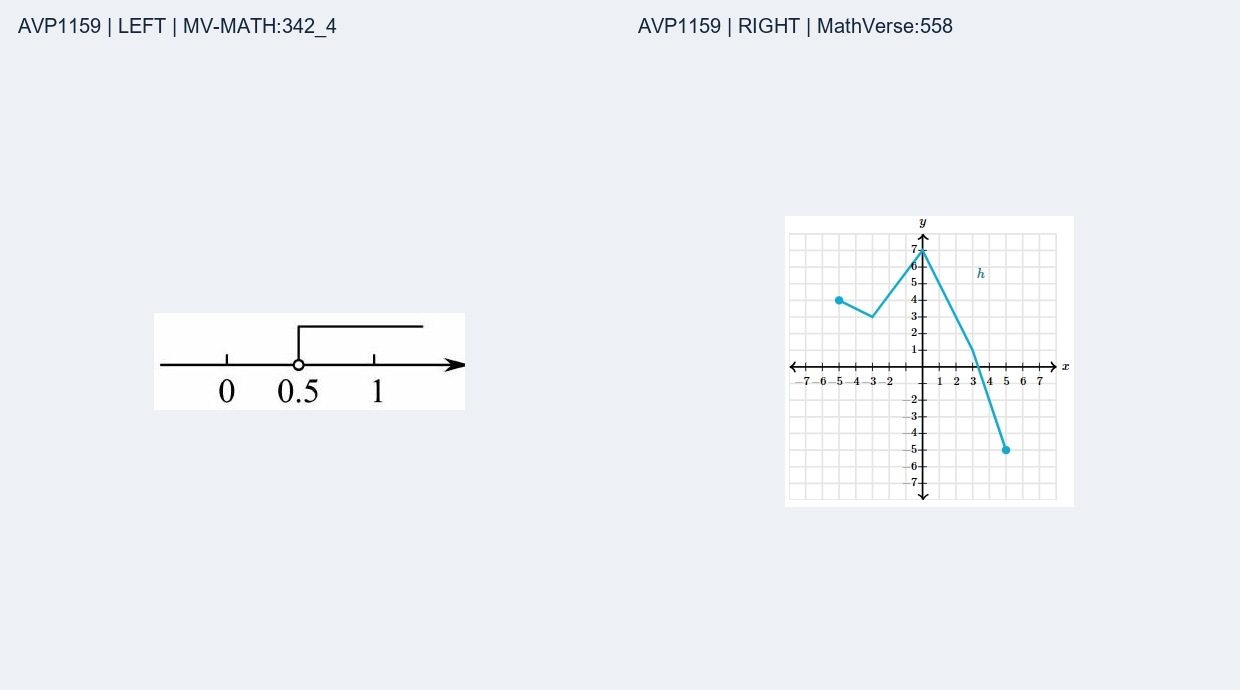 AVP1159 | LEFT | MV-MATH:342_4
AVP1159 | RIGHT | MathVerse:558
0 0.5 1
y
7
6
h
5
4
3
2
1
x
-7 -6 -5 -4 -3 -2 1 2 3 4 5 6 7
-2
-3
-4
-5
-6
-7